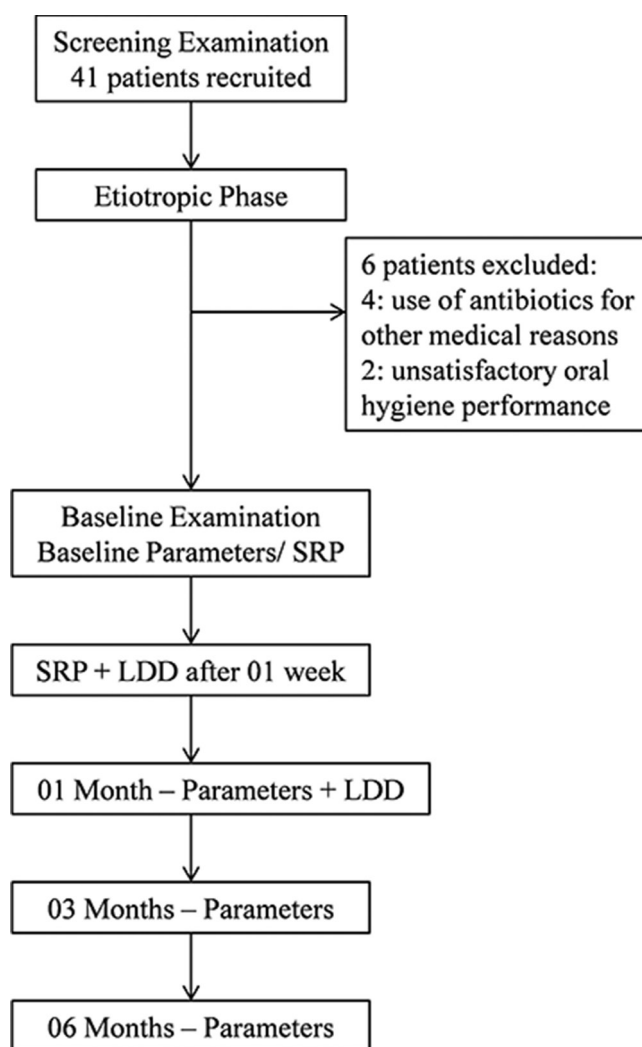 Screening Examination
41 patients recruited
Etiotropic Phase
6 patients excluded:
4: use of antibiotics for
other medical reasons
2: unsatisfactory oral
hygiene performance
Baseline Examination
Baseline Parameters/ SRP
SRP + LDD after 01 week
01 Month – Parameters + LDD
03 Months – Parameters
06 Months – Parameters